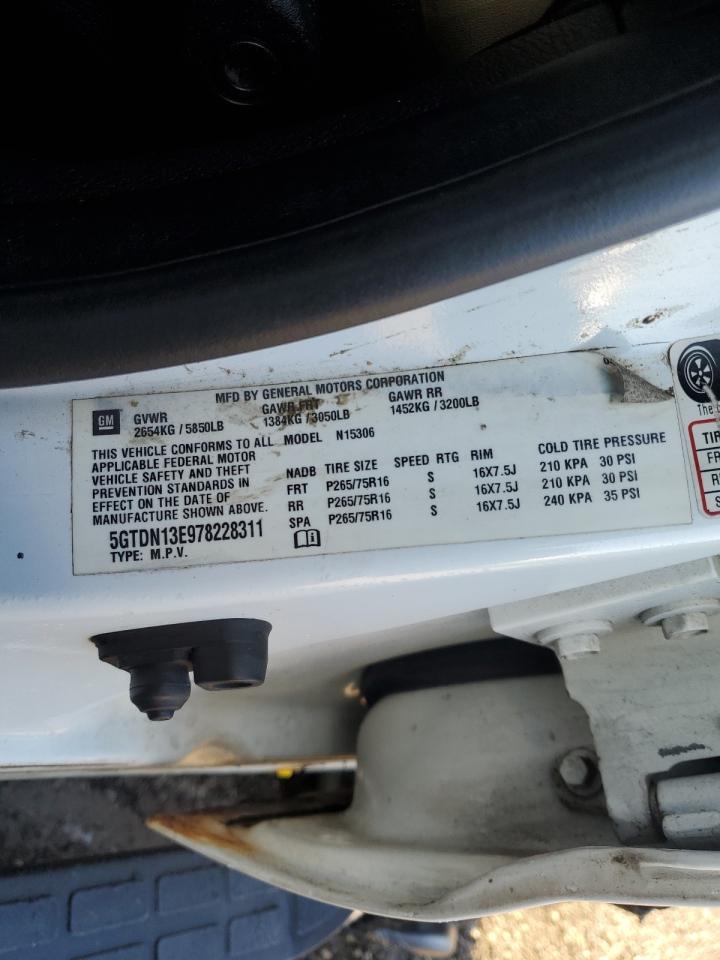 MFD BY GENERAL MOTORS CORPORATION
GM
GVWR GAWR FRT GAWR RR
2654KG / 5850LB 1384KG / 3050LB 1452KG / 3200LB
THIS VEHICLE CONFORMS TO ALL
APPLICABLE FEDERAL MOTOR
VEHICLE SAFETY AND THEFT
PREVENTION STANDARDS IN
EFFECT ON THE DATE OF
MANUFACTURE SHOWN ABOVE.
5GTDN13E978228311
TYPE: M.P.V.
MODEL N15306
NADB TIRE SIZE SPEED RTG RIM COLD TIRE PRESSURE
FRT P265/75R16 S 16X7.5J 210 KPA 30 PSI
RR P265/75R16 S 16X7.5J 210 KPA 30 PSI
SPA P265/75R16 S 16X7.5J 240 KPA 35 PSI
i
The
TIR
FR
R
S